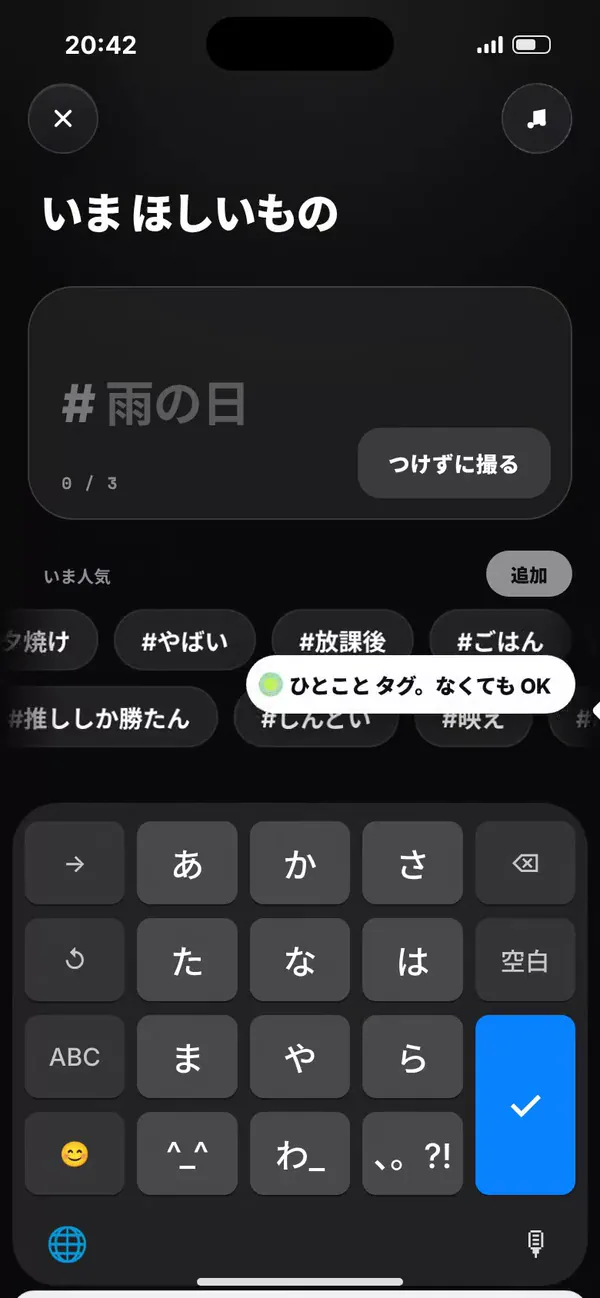 20:42
いま ほしいもの
# 雨の日
0 / 3
つけずに撮る
いま人気
追加
夕焼け #やばい #放課後 #ごはん
ひとこと タグ。なくても OK
#推ししか勝たん #しんどい #映え #
→ あ か さ
た な は 空白
ABC ま や ら
^_^ わ_ 、。?!